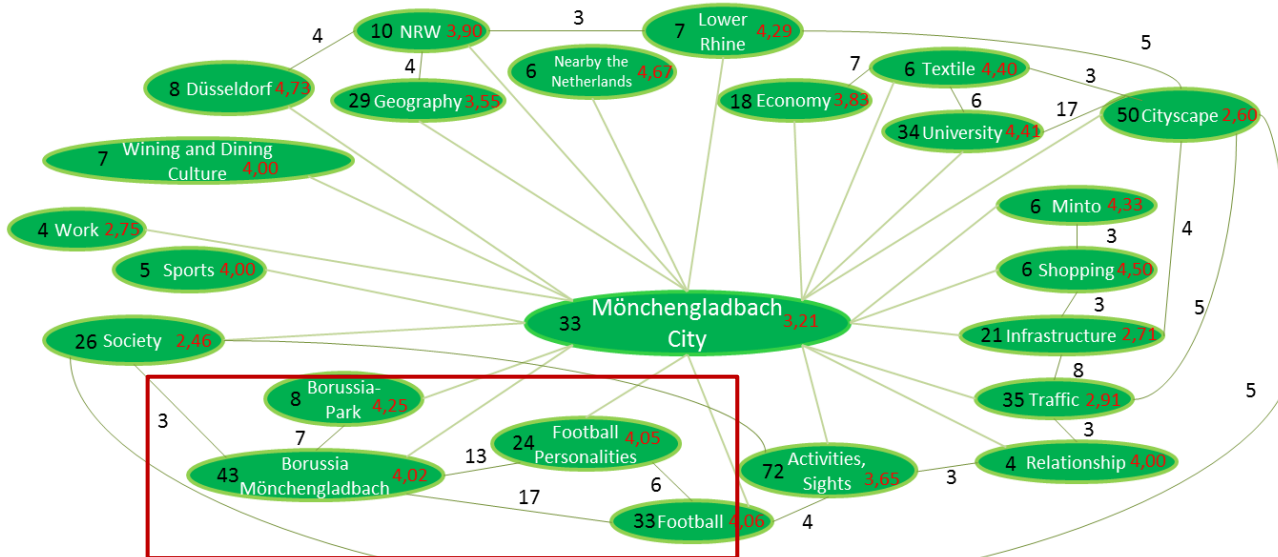 3
10 NRW 3,90
7 Lower Rhine 4,29
4
5
4
6 Nearby the Netherlands 4,67
7
6 Textile 4,40
8 Düsseldorf 4,73
3
29 Geography 3,55
18 Economy 3,83
6
17
50 Cityscape 2,60
34 University 4,41
7 Wining and Dining Culture 4,00
6 Minto 4,33
4 Work 2,75
3
4
5 Sports 4,00
6 Shopping 4,50
3
5
33 Mönchengladbach City 3,21
26 Society 2,46
21 Infrastructure 2,71
8
8 Borussia-Park 4,25
35 Traffic 2,91
5
3
7
3
24 Football Personalities 4,05
13
43 Borussia Mönchengladbach 4,02
72 Activities, Sights 3,65
3
4 Relationship 4,00
6
17
33 Football 4,06
4